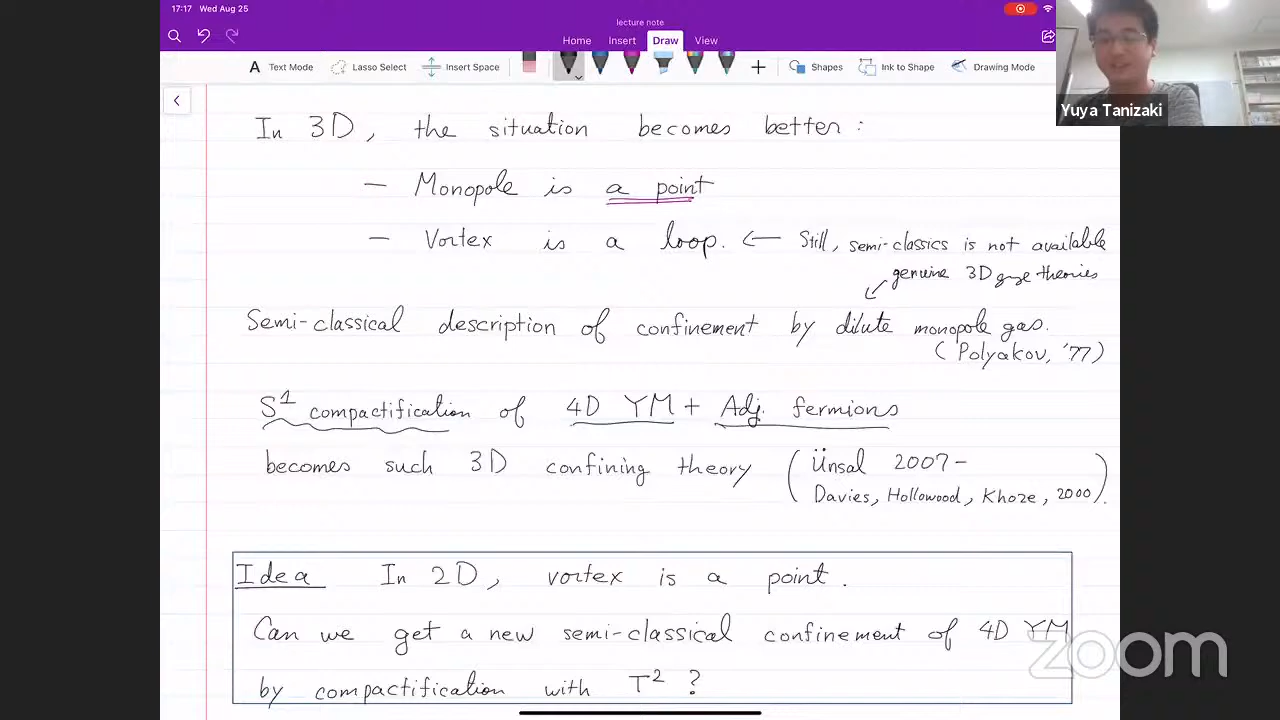 17:17 Wed Aug 25
lecture note
Home Insert Draw View
Text Mode Lasso Select Insert Space Shapes Ink to Shape Drawing Mode
Yuya Tanizaki
In 3D, the situation becomes better :
— Monopole is a point
— Vortex is a loop. ← Still, semi-classics is not available
genuine 3D gauge theories
Semi-classical description of confinement by dilute monopole gas.
(Polyakov, '77)
S¹ compactification of 4D YM + Adj. fermions
becomes such 3D confining theory ( Ünsal 2007-
Davies, Hollowood, Khoze, 2000 ).
Idea In 2D, vortex is a point.
Can we get a new semi-classical confinement of 4D YM
by compactification with T² ?
zoom